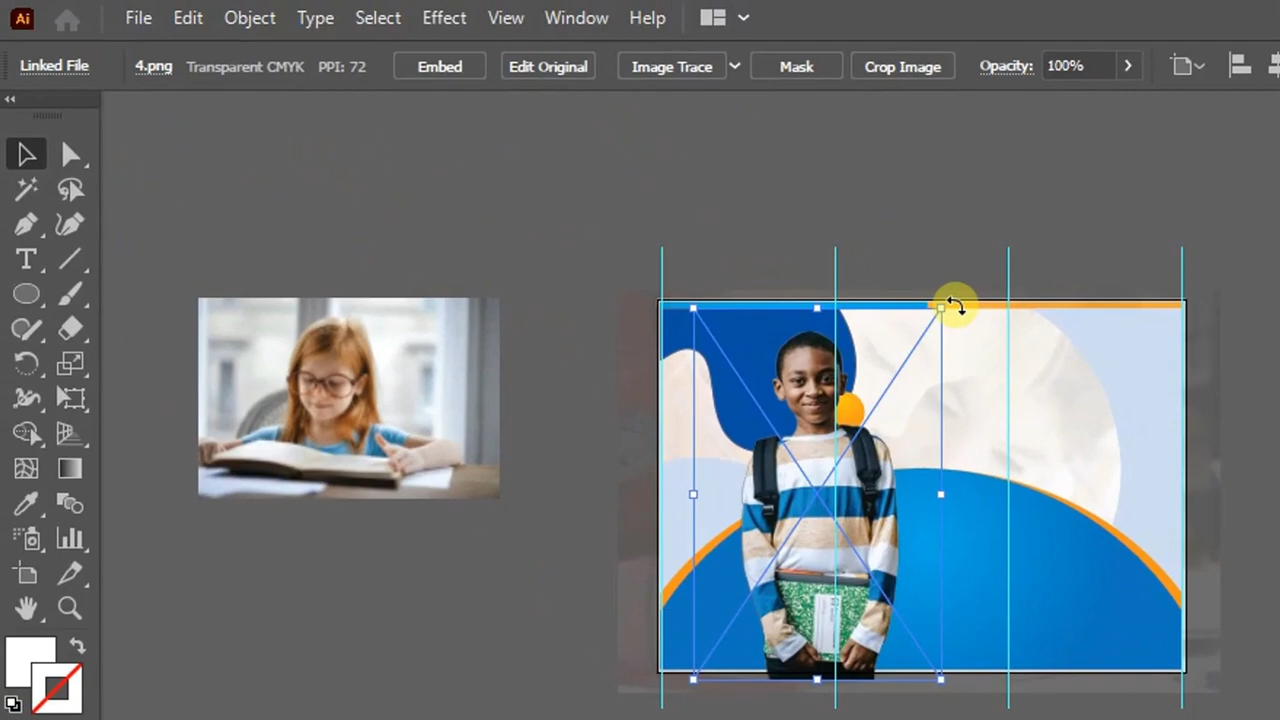 Ai File Edit Object Type Select Effect View Window Help
Linked File 4.png Transparent CMYK PPI: 72 Embed Edit Original Image Trace Mask Crop Image Opacity: 100%